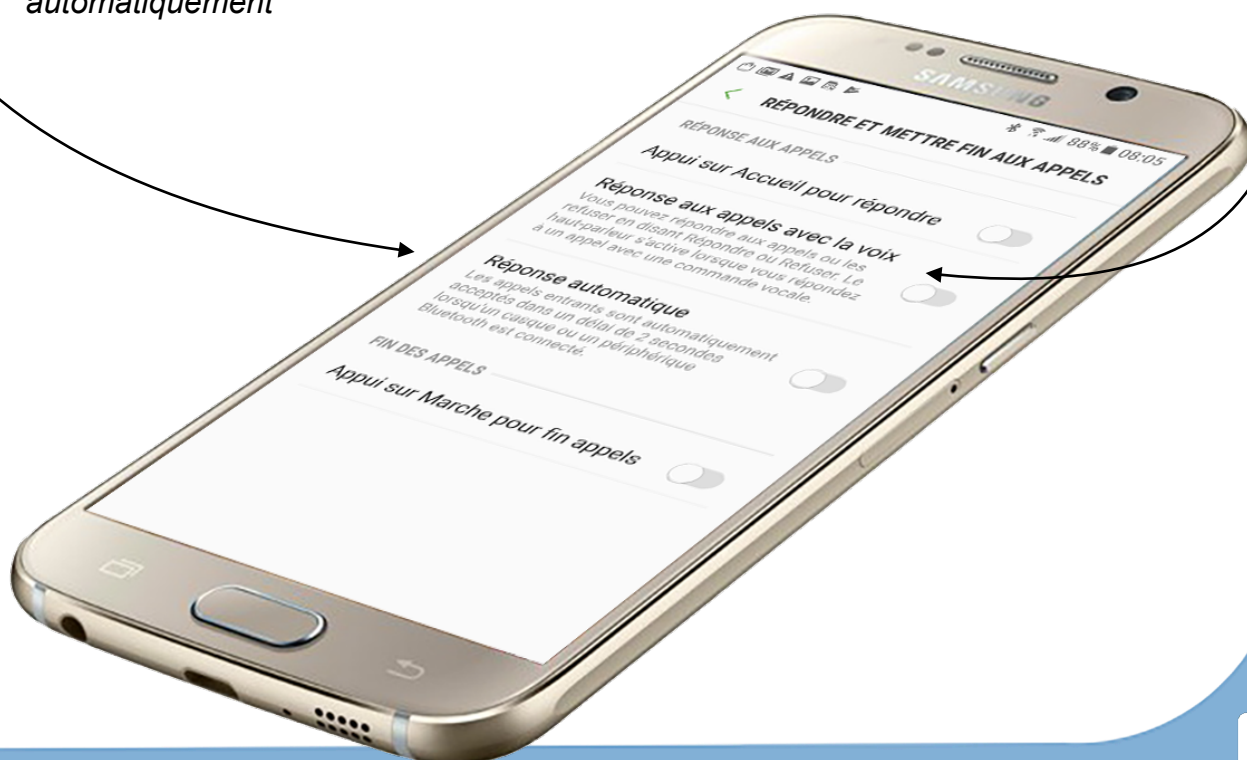 automatiquement
SAMSUNG
88% 08:05
RÉPONDRE ET METTRE FIN AUX APPELS
RÉPONSE AUX APPELS
Appui sur Accueil pour répondre
Réponse aux appels avec la voix
Vous pouvez répondre aux appels ou les
refuser en disant Répondre ou Refuser. Le
haut-parleur s'active lorsque vous répondez
à un appel avec une commande vocale.
Réponse automatique
Les appels entrants sont automatiquement
acceptés dans un délai de 2 secondes
lorsqu'un casque ou un périphérique
Bluetooth est connecté.
FIN DES APPELS
Appui sur Marche pour fin appels